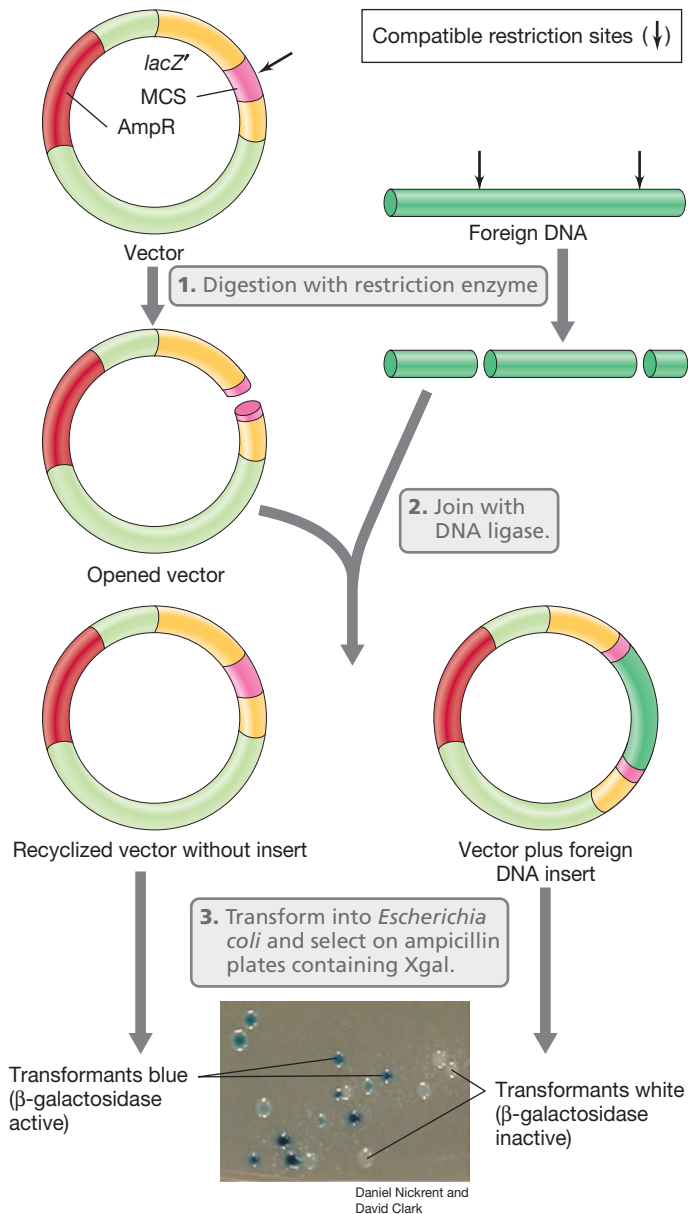 Compatible restriction sites (↓)
lacZ′
MCS
AmpR
Vector
Foreign DNA
1. Digestion with restriction enzyme
Opened vector
2. Join with
DNA ligase.
Recyclized vector without insert
Vector plus foreign
DNA insert
3. Transform into Escherichia
coli and select on ampicillin
plates containing Xgal.
Transformants blue
(β-galactosidase
active)
Transformants white
(β-galactosidase
inactive)
Daniel Nickrent and
David Clark